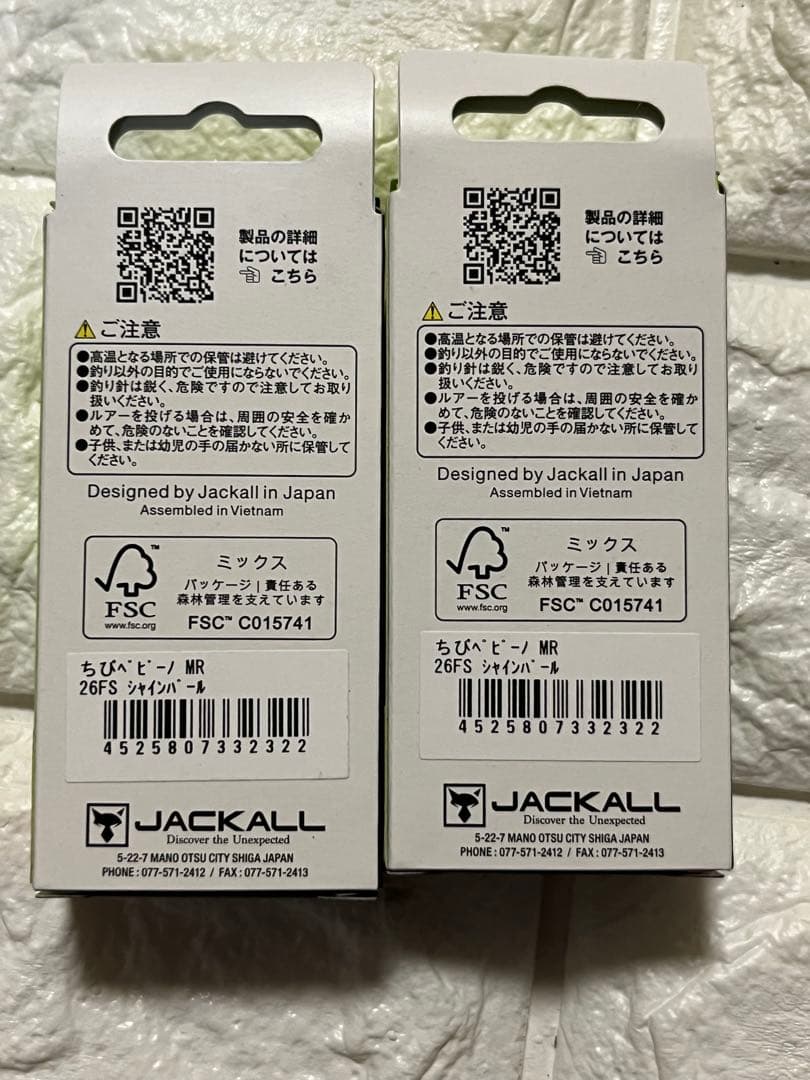 製品の詳細
については
☜ こちら
⚠ご注意
●高温となる場所での保管は避けてください。
●釣り以外の目的でご使用にならないでください。
●釣り針は鋭く、危険ですので注意してお取り
扱いください。
●ルアーを投げる場合は、周囲の安全を確か
めて、危険のないことを確認してください。
●子供、または幼児の手の届かない所に保管して
ください。
Designed by Jackall in Japan
Assembled in Vietnam
FSC™
www.fsc.org
ミックス
パッケージ | 責任ある
森林管理を支えています
FSC™ C015741
ちびﾍﾞﾋﾟｰﾉ MR
26FS ｼｬｲﾝﾊﾟｰﾙ
4525807332322
JACKALL
Discover the Unexpected
5-22-7 MANO OTSU CITY SHIGA JAPAN
PHONE : 077-571-2412 / FAX : 077-571-2413
製品の詳細
については
☜ こちら
⚠ご注意
●高温となる場所での保管は避けてください。
●釣り以外の目的でご使用にならないでください。
●釣り針は鋭く、危険ですので注意してお取り
扱いください。
●ルアーを投げる場合は、周囲の安全を確か
めて、危険のないことを確認してください。
●子供、または幼児の手の届かない所に保管して
ください。
Designed by Jackall in Japan
Assembled in Vietnam
FSC™
www.fsc.org
ミックス
パッケージ | 責任ある
森林管理を支えています
FSC™ C015741
ちびﾍﾞﾋﾟｰﾉ MR
26FS ｼｬｲﾝﾊﾟｰﾙ
4525807332322
JACKALL
Discover the Unexpected
5-22-7 MANO OTSU CITY SHIGA JAPAN
PHONE : 077-571-2412 / FAX : 077-571-2413